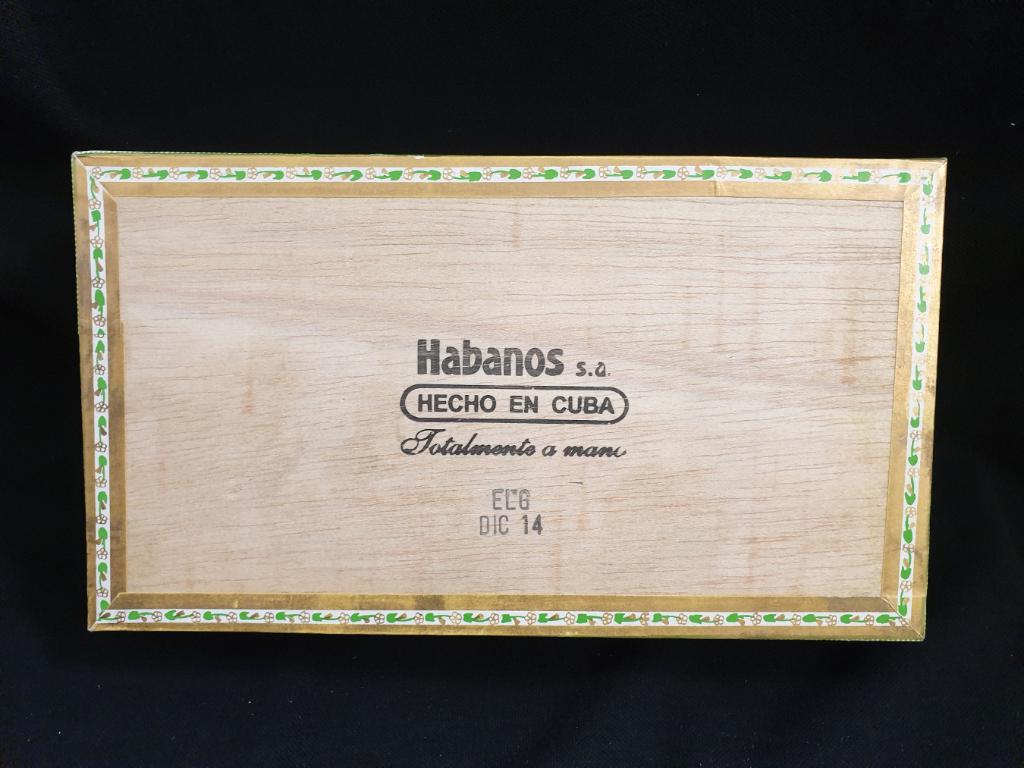 Habanos s.a.
HECHO EN CUBA
Totalmente a mano
ELG
DIC 14